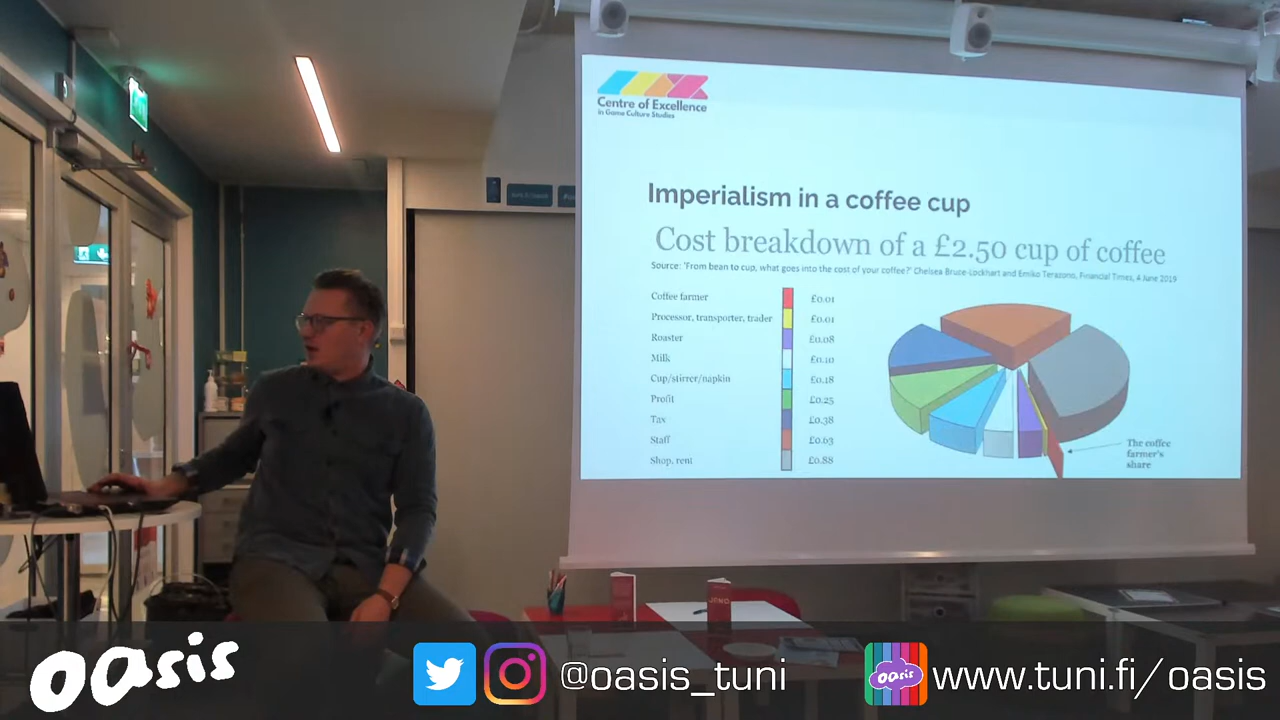 Centre of Excellence
in Game Culture Studies
Imperialism in a coffee cup
Cost breakdown of a £2.50 cup of coffee
Source: 'From bean to cup, what goes into the cost of your coffee?' Chelsea Bruce-Lockhart and Emiko Terazono, Financial Times, 4 June 2019
Coffee farmer £0.01
Processor, transporter, trader £0.01
Roaster £0.08
Milk £0.10
Cup/stirrer/napkin £0.18
Profit £0.25
Tax £0.38
Staff £0.63
Shop, rent £0.88
The coffee
farmer's
share
oasis
@oasis_tuni
oasis
www.tuni.fi/oasis